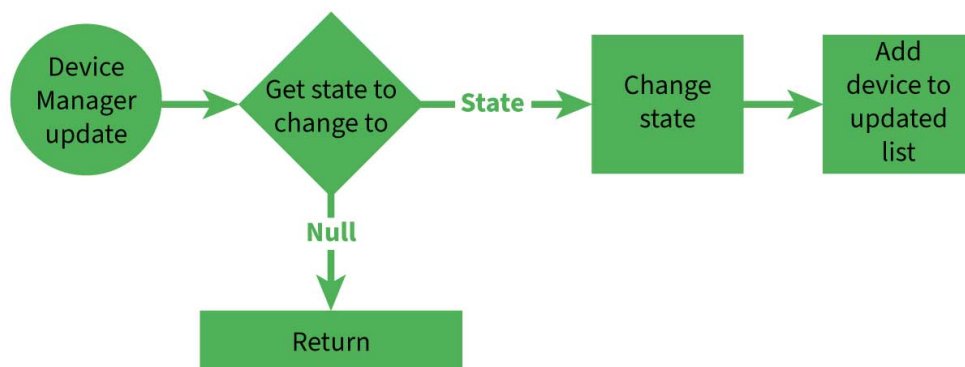 Device
Manager
update
Get state to
change to
State
Change
state
Add
device to
updated
list
Null
Return